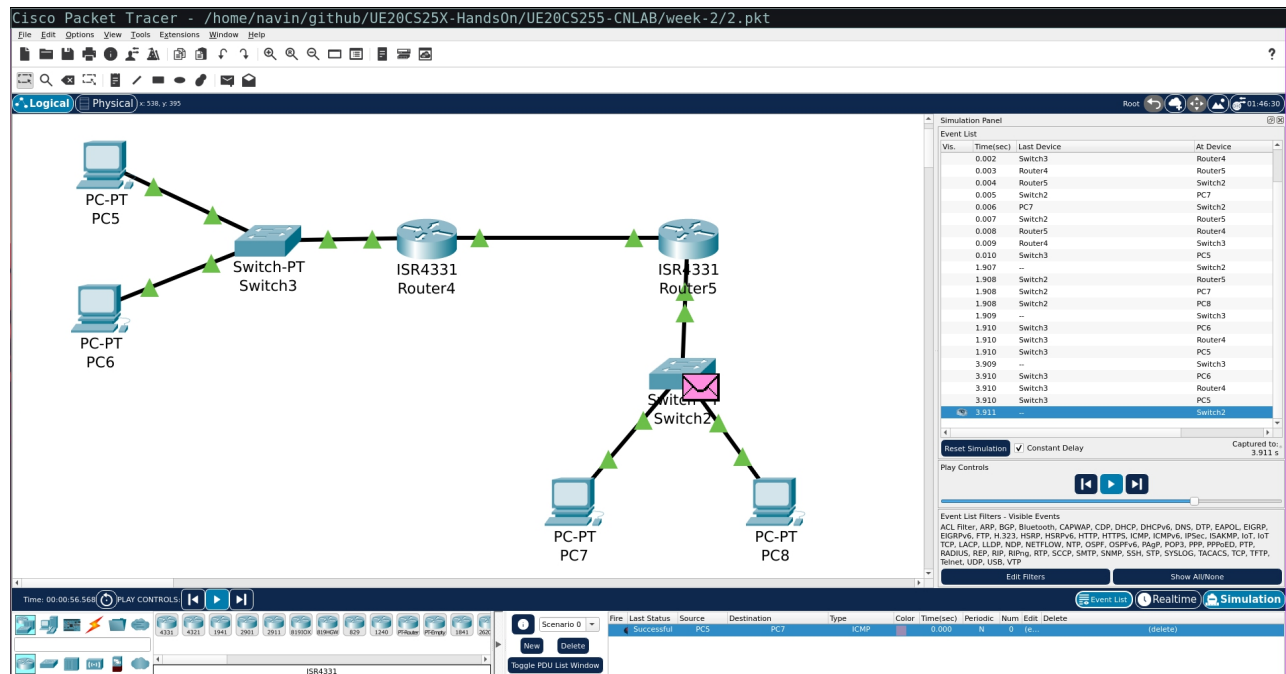 Cisco Packet Tracer - /home/navin/github/UE20CS25X-HandsOn/UE20CS255-CNLAB/week-2/2.pkt
File Edit Options View Tools Extensions Window Help
?
Logical Physical x: 538, y: 395 Root 01:46:30
PC-PT
PC5
PC-PT
PC6
Switch-PT
Switch3
ISR4331
Router4
ISR4331
Router5
Switch-PT
Switch2
PC-PT
PC7
PC-PT
PC8
Simulation Panel
Event List
Vis. Time(sec) Last Device At Device
0.002 Switch3 Router4
0.003 Router4 Router5
0.004 Router5 Switch2
0.005 Switch2 PC7
0.006 PC7 Switch2
0.007 Switch2 Router5
0.008 Router5 Router4
0.009 Router4 Switch3
0.010 Switch3 PC5
1.907 -- Switch2
1.908 Switch2 Router5
1.908 Switch2 PC7
1.908 Switch2 PC8
1.909 -- Switch3
1.910 Switch3 PC6
1.910 Switch3 Router4
1.910 Switch3 PC5
3.909 -- Switch3
3.910 Switch3 PC6
3.910 Switch3 Router4
3.910 Switch3 PC5
3.911 -- Switch2
Reset Simulation Constant Delay Captured to:
3.911 s
Play Controls
Event List Filters - Visible Events
ACL Filter, ARP, BGP, Bluetooth, CAPWAP, CDP, DHCP, DHCPv6, DNS, DTP, EAPOL, EIGRP,
EIGRPv6, FTP, H.323, HSRP, HSRPv6, HTTP, HTTPS, ICMP, ICMPv6, IPSec, ISAKMP, IoT, IoT
TCP, LACP, LLDP, NDP, NETFLOW, NTP, OSPF, OSPFv6, PAgP, POP3, PPP, PPPoED, PTP,
RADIUS, REP, RIP, RIPng, RTP, SCCP, SMTP, SNMP, SSH, STP, SYSLOG, TACACS, TCP, TFTP,
Telnet, UDP, USB, VTP
Edit Filters Show All/None
Time: 00:00:56.568 PLAY CONTROLS: Event List Realtime Simulation
4331 4321 1941 2901 2911 819IOX 819HGW 829 1240 PT-Router PT-Empty 1841 262
ISR4331
Scenario 0
New Delete
Toggle PDU List Window
Fire Last Status Source Destination Type Color Time(sec) Periodic Num Edit Delete
Successful PC5 PC7 ICMP 0.000 N 0 (e... (delete)